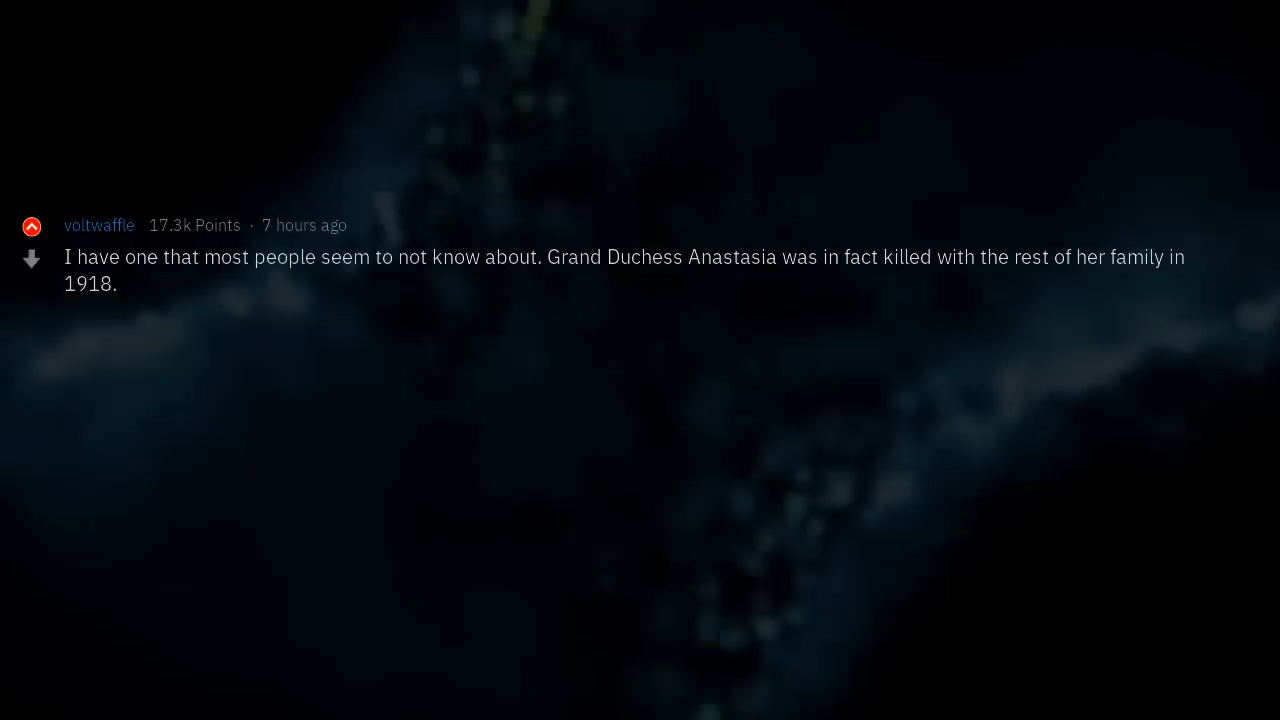 voltwaffle 17.3k Points · 7 hours ago
I have one that most people seem to not know about. Grand Duchess Anastasia was in fact killed with the rest of her family in
1918.